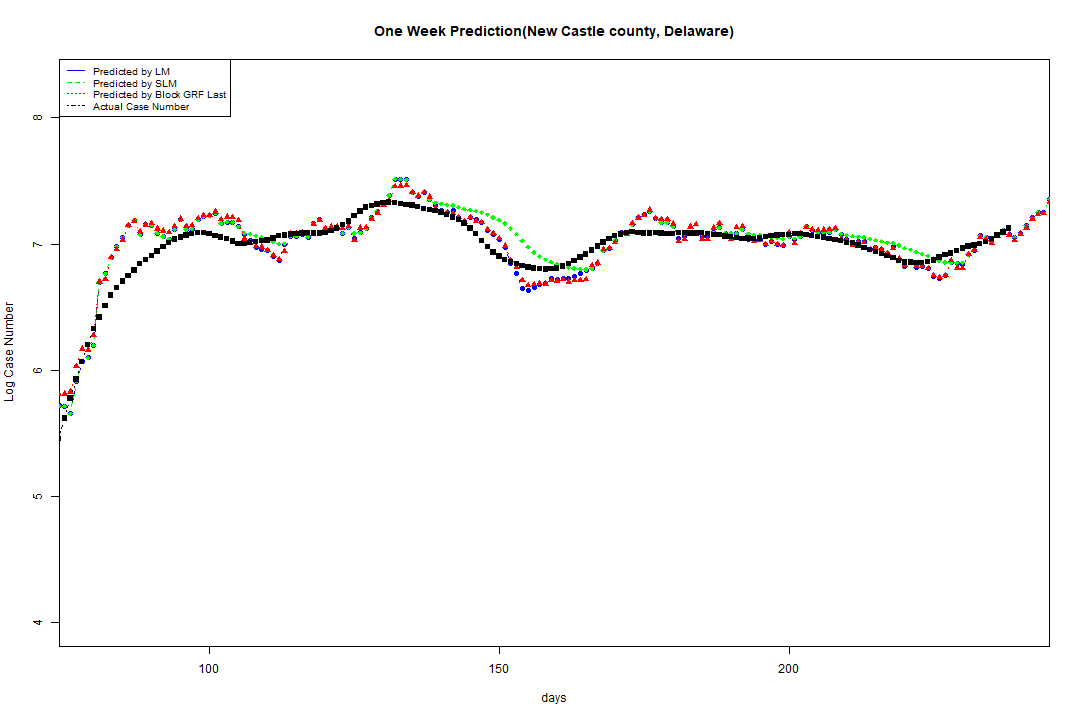 One Week Prediction(New Castle county, Delaware)
Predicted by LM
Predicted by SLM
Predicted by Block GRF Last
Actual Case Number
8
7
6
5
4
Log Case Number
100 150 200
days